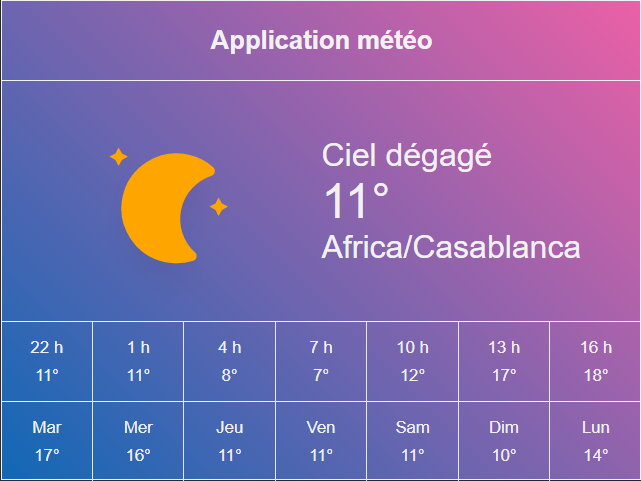 Application météo
Ciel dégagé
11°
Africa/Casablanca
22 h 1 h 4 h 7 h 10 h 13 h 16 h
11° 11° 8° 7° 12° 17° 18°
Mar Mer Jeu Ven Sam Dim Lun
17° 16° 11° 11° 11° 10° 14°